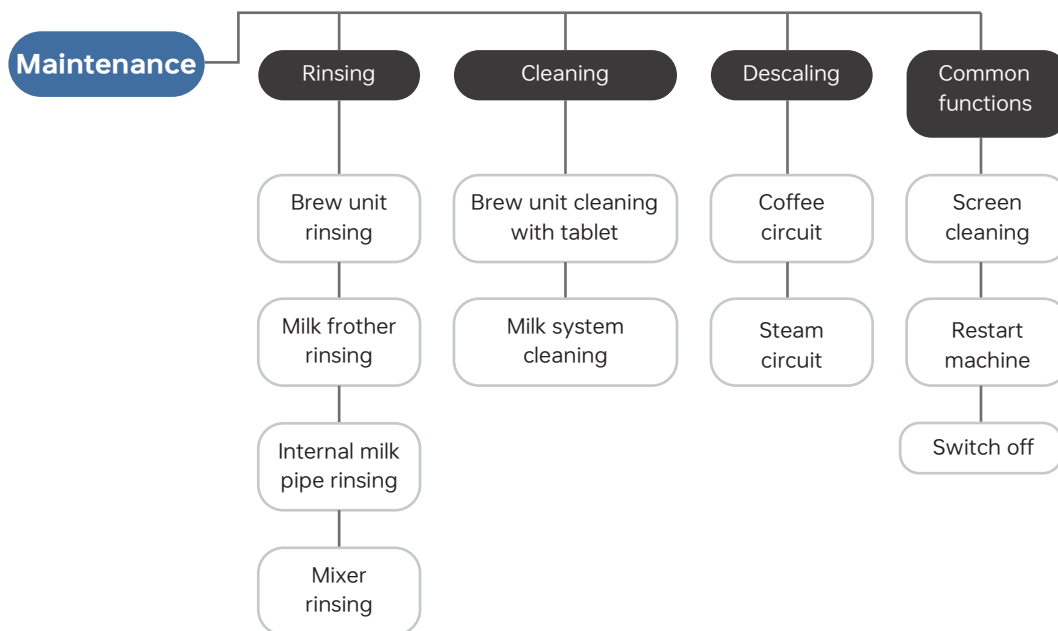 Maintenance
Rinsing
Brew unit
rinsing
Milk frother
rinsing
Internal milk
pipe rinsing
Mixer
rinsing
Cleaning
Brew unit cleaning
with tablet
Milk system
cleaning
Descaling
Coffee
circuit
Steam
circuit
Common
functions
Screen
cleaning
Restart
machine
Switch off